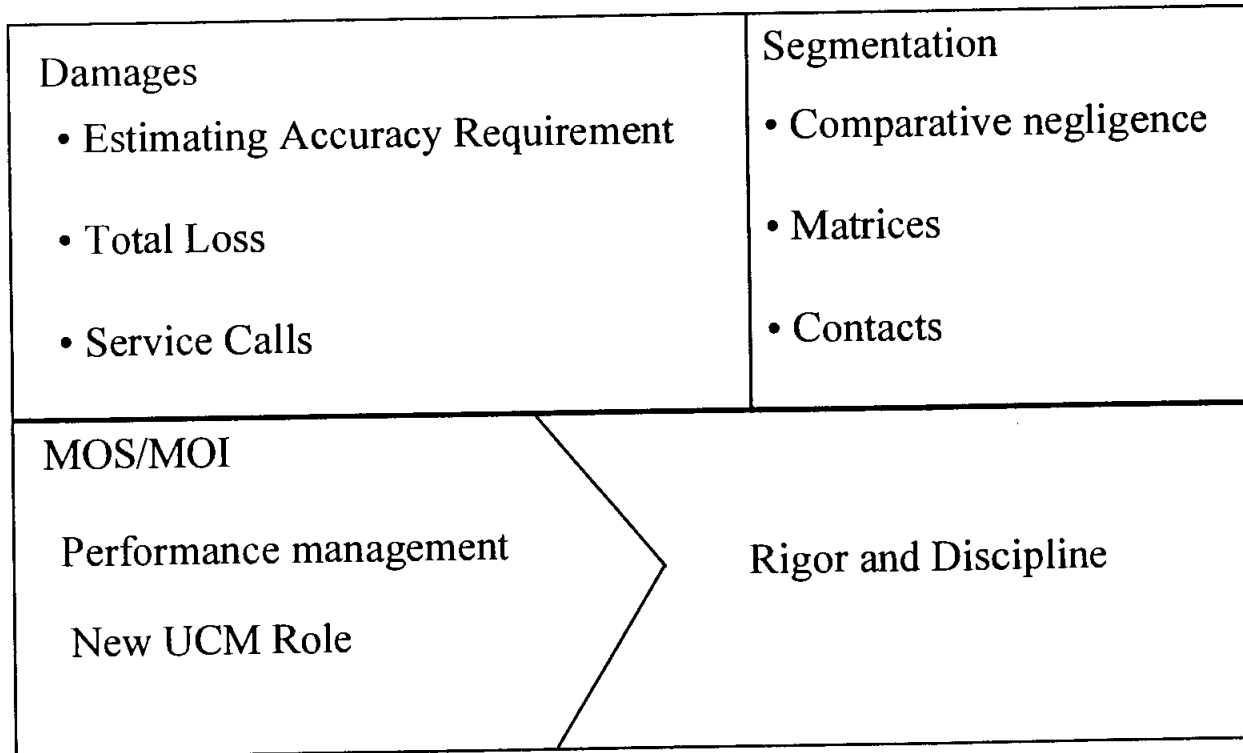 Damages
• Estimating Accuracy Requirement
• Total Loss
• Service Calls
Segmentation
• Comparative negligence
• Matrices
• Contacts
MOS/MOI
Performance management
New UCM Role
Rigor and Discipline